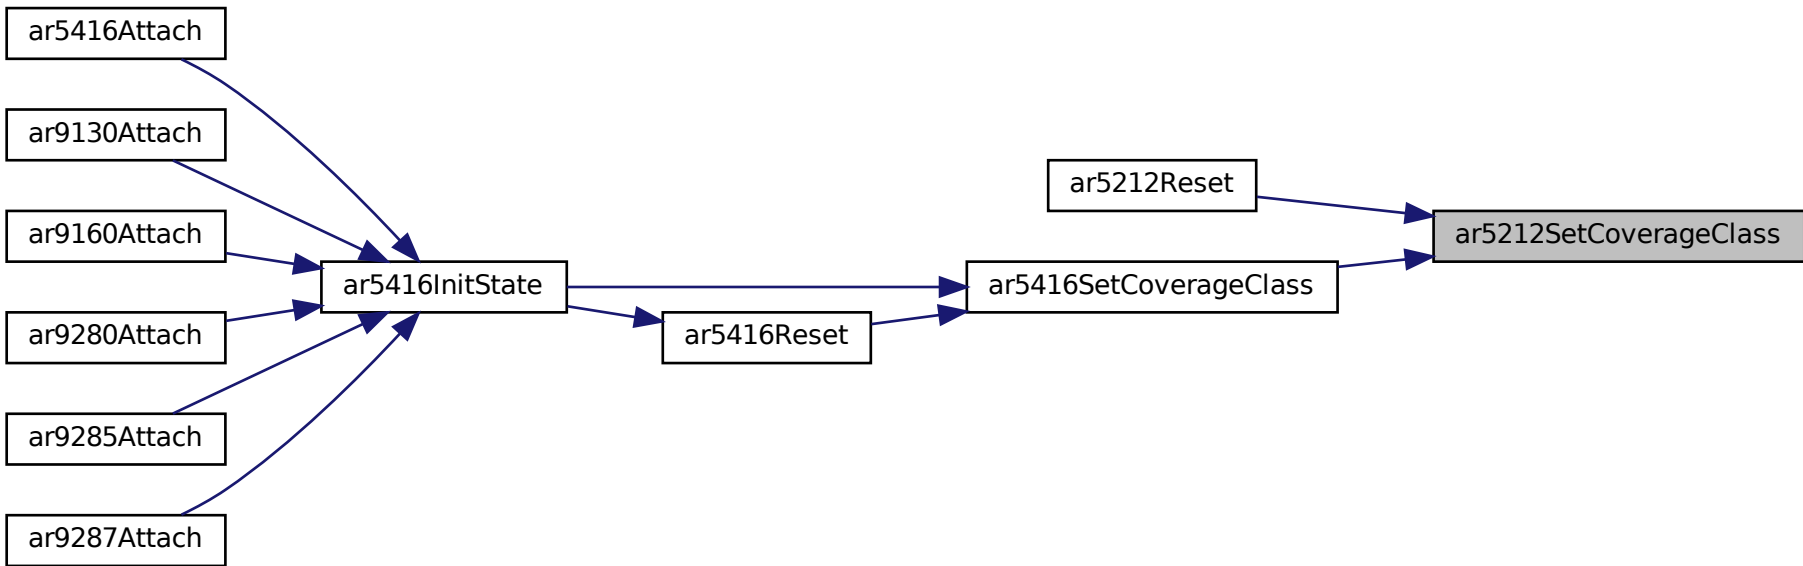 ar5416Attach
ar9130Attach
ar9160Attach
ar9280Attach
ar9285Attach
ar9287Attach
ar5416InitState
ar5416Reset
ar5416SetCoverageClass
ar5212Reset
ar5212SetCoverageClass